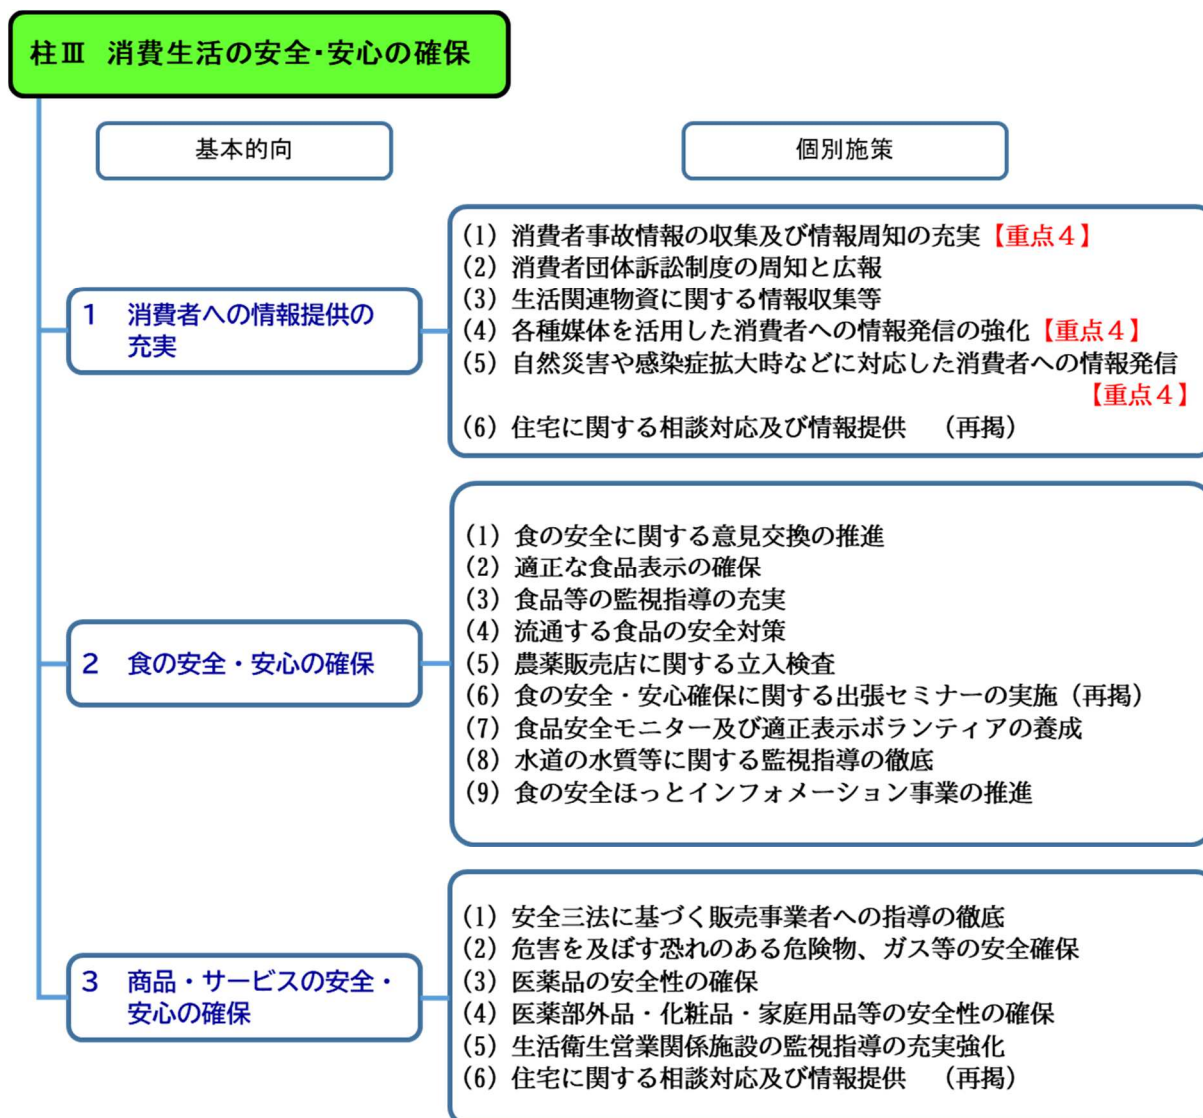 柱Ⅲ 消費生活の安全・安心の確保
基本的向
個別施策
1 消費者への情報提供の
充実
(1) 消費者事故情報の収集及び情報周知の充実【重点４】
(2) 消費者団体訴訟制度の周知と広報
(3) 生活関連物資に関する情報収集等
(4) 各種媒体を活用した消費者への情報発信の強化【重点４】
(5) 自然災害や感染症拡大時などに対応した消費者への情報発信
【重点４】
(6) 住宅に関する相談対応及び情報提供 （再掲）
2 食の安全・安心の確保
(1) 食の安全に関する意見交換の推進
(2) 適正な食品表示の確保
(3) 食品等の監視指導の充実
(4) 流通する食品の安全対策
(5) 農薬販売店に関する立入検査
(6) 食の安全・安心確保に関する出張セミナーの実施（再掲）
(7) 食品安全モニター及び適正表示ボランティアの養成
(8) 水道の水質等に関する監視指導の徹底
(9) 食の安全ほっとインフォメーション事業の推進
3 商品・サービスの安全・
安心の確保
(1) 安全三法に基づく販売事業者への指導の徹底
(2) 危害を及ぼす恐れのある危険物、ガス等の安全確保
(3) 医薬品の安全性の確保
(4) 医薬部外品・化粧品・家庭用品等の安全性の確保
(5) 生活衛生営業関係施設の監視指導の充実強化
(6) 住宅に関する相談対応及び情報提供 （再掲）